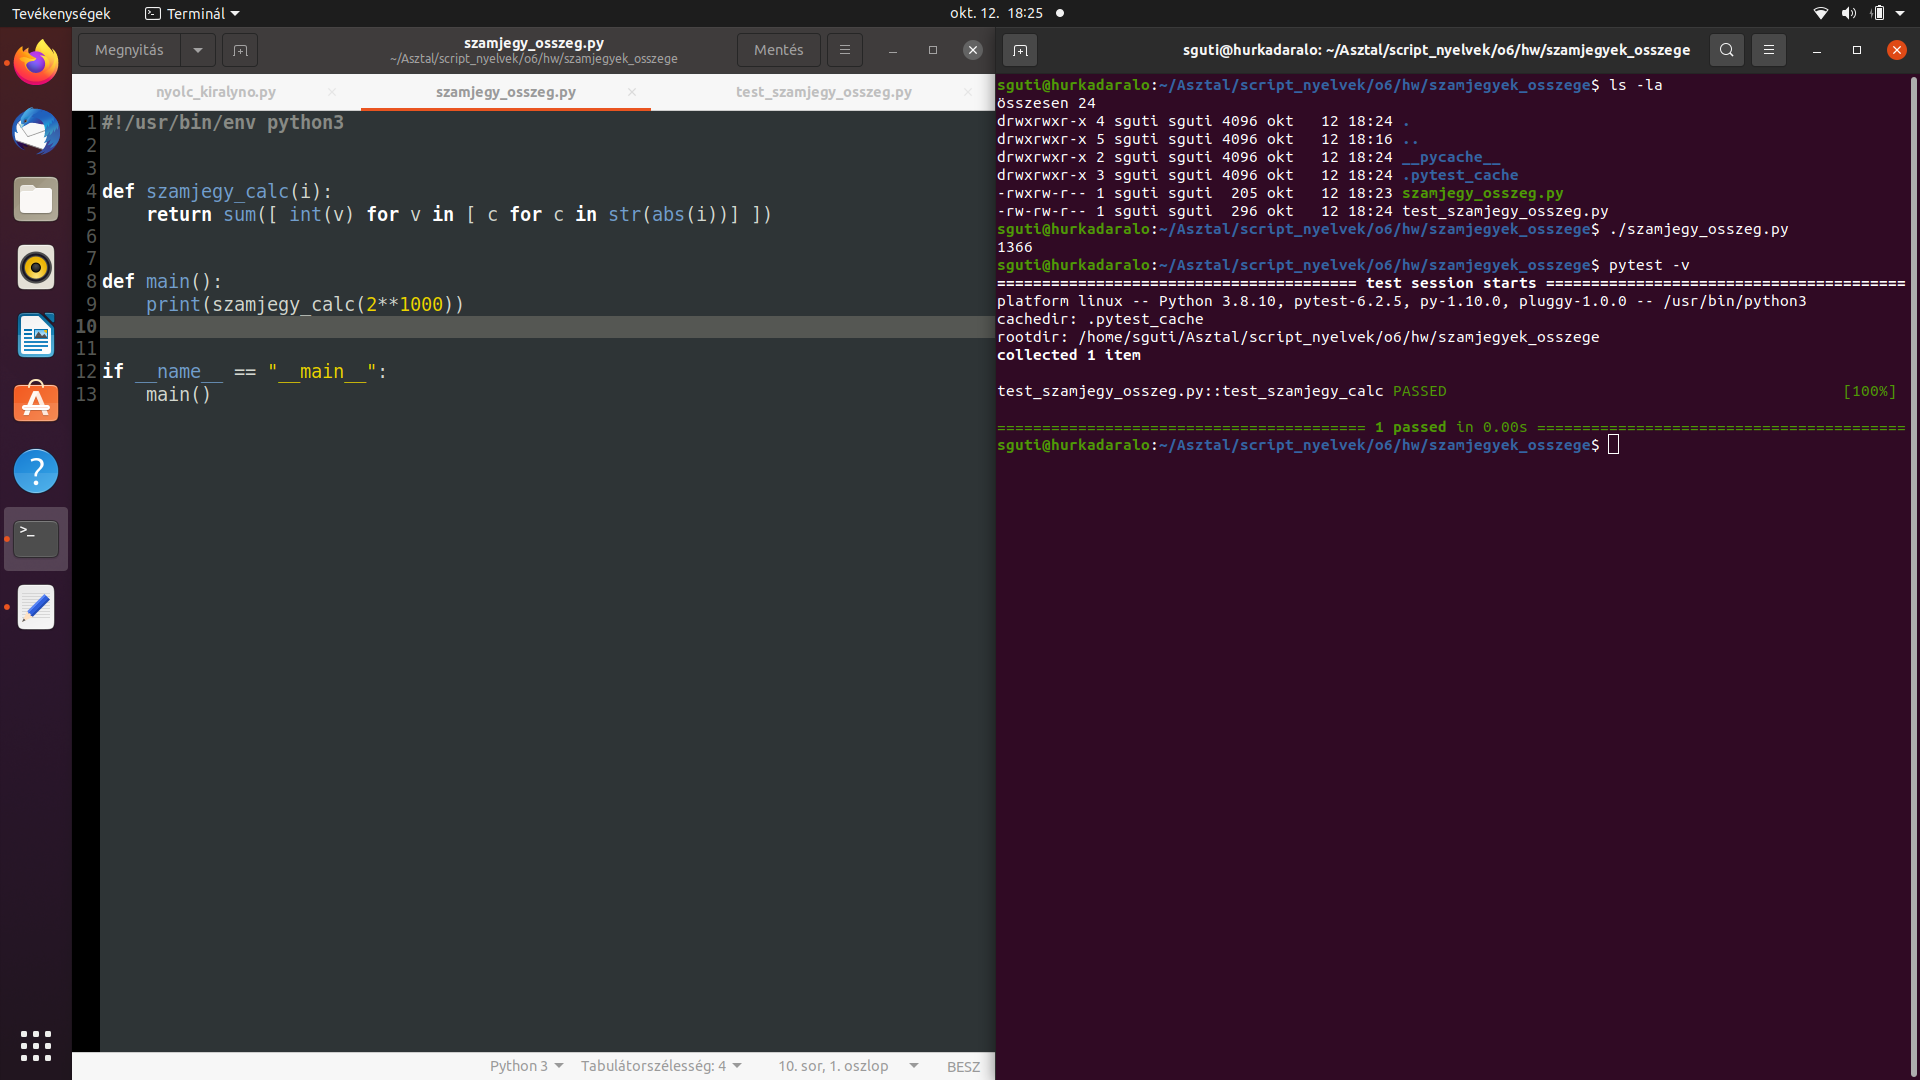 Tevékenységek
Terminál
okt. 12. 18:25
Megnyitás
szamjegy_osszeg.py
~/Asztal/script_nyelvek/o6/hw/szamjegyek_osszege
Mentés
nyolc_kiralyno.py
szamjegy_osszeg.py
test_szamjegy_osszeg.py
1 #!/usr/bin/env python3
2
3
4 def szamjegy_calc(i):
5     return sum([ int(v) for v in [ c for c in str(abs(i))] ])
6
7
8 def main():
9     print(szamjegy_calc(2**1000))
10
11
12 if __name__ == "__main__":
13     main()
Python 3
Tabulátorszélesség: 4
10. sor, 1. oszlop
BESZ
sguti@hurkadaralo: ~/Asztal/script_nyelvek/o6/hw/szamjegyek_osszege
sguti@hurkadaralo:~/Asztal/script_nyelvek/o6/hw/szamjegyek_osszege$ ls -la
összesen 24
drwxrwxr-x 4 sguti sguti 4096 okt   12 18:24 .
drwxrwxr-x 5 sguti sguti 4096 okt   12 18:16 ..
drwxrwxr-x 2 sguti sguti 4096 okt   12 18:24 __pycache__
drwxrwxr-x 3 sguti sguti 4096 okt   12 18:24 .pytest_cache
-rwxrw-r-- 1 sguti sguti  205 okt   12 18:23 szamjegy_osszeg.py
-rw-rw-r-- 1 sguti sguti  296 okt   12 18:24 test_szamjegy_osszeg.py
sguti@hurkadaralo:~/Asztal/script_nyelvek/o6/hw/szamjegyek_osszege$ ./szamjegy_osszeg.py
1366
sguti@hurkadaralo:~/Asztal/script_nyelvek/o6/hw/szamjegyek_osszege$ pytest -v
======================================== test session starts ========================================
platform linux -- Python 3.8.10, pytest-6.2.5, py-1.10.0, pluggy-1.0.0 -- /usr/bin/python3
cachedir: .pytest_cache
rootdir: /home/sguti/Asztal/script_nyelvek/o6/hw/szamjegyek_osszege
collected 1 item
test_szamjegy_osszeg.py::test_szamjegy_calc PASSED [100%]
========================================= 1 passed in 0.00s =========================================
sguti@hurkadaralo:~/Asztal/script_nyelvek/o6/hw/szamjegyek_osszege$